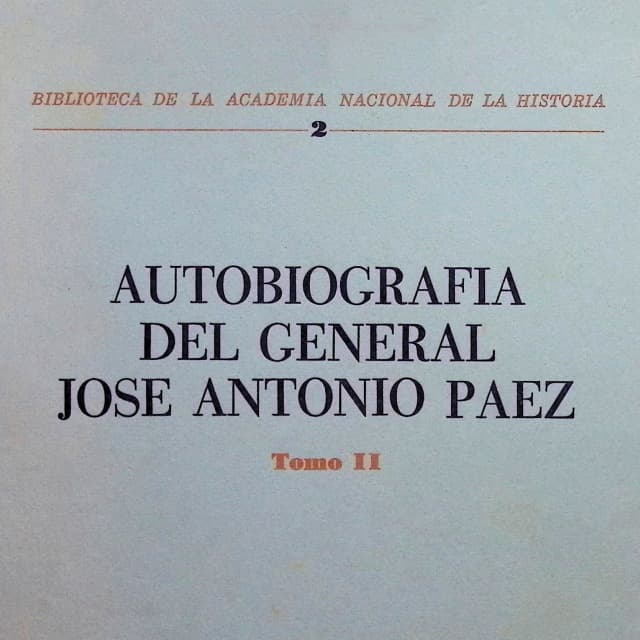 BIBLIOTECA DE LA ACADEMIA NACIONAL DE LA HISTORIA
2
AUTOBIOGRAFIA
DEL GENERAL
JOSE ANTONIO PAEZ
Tomo II